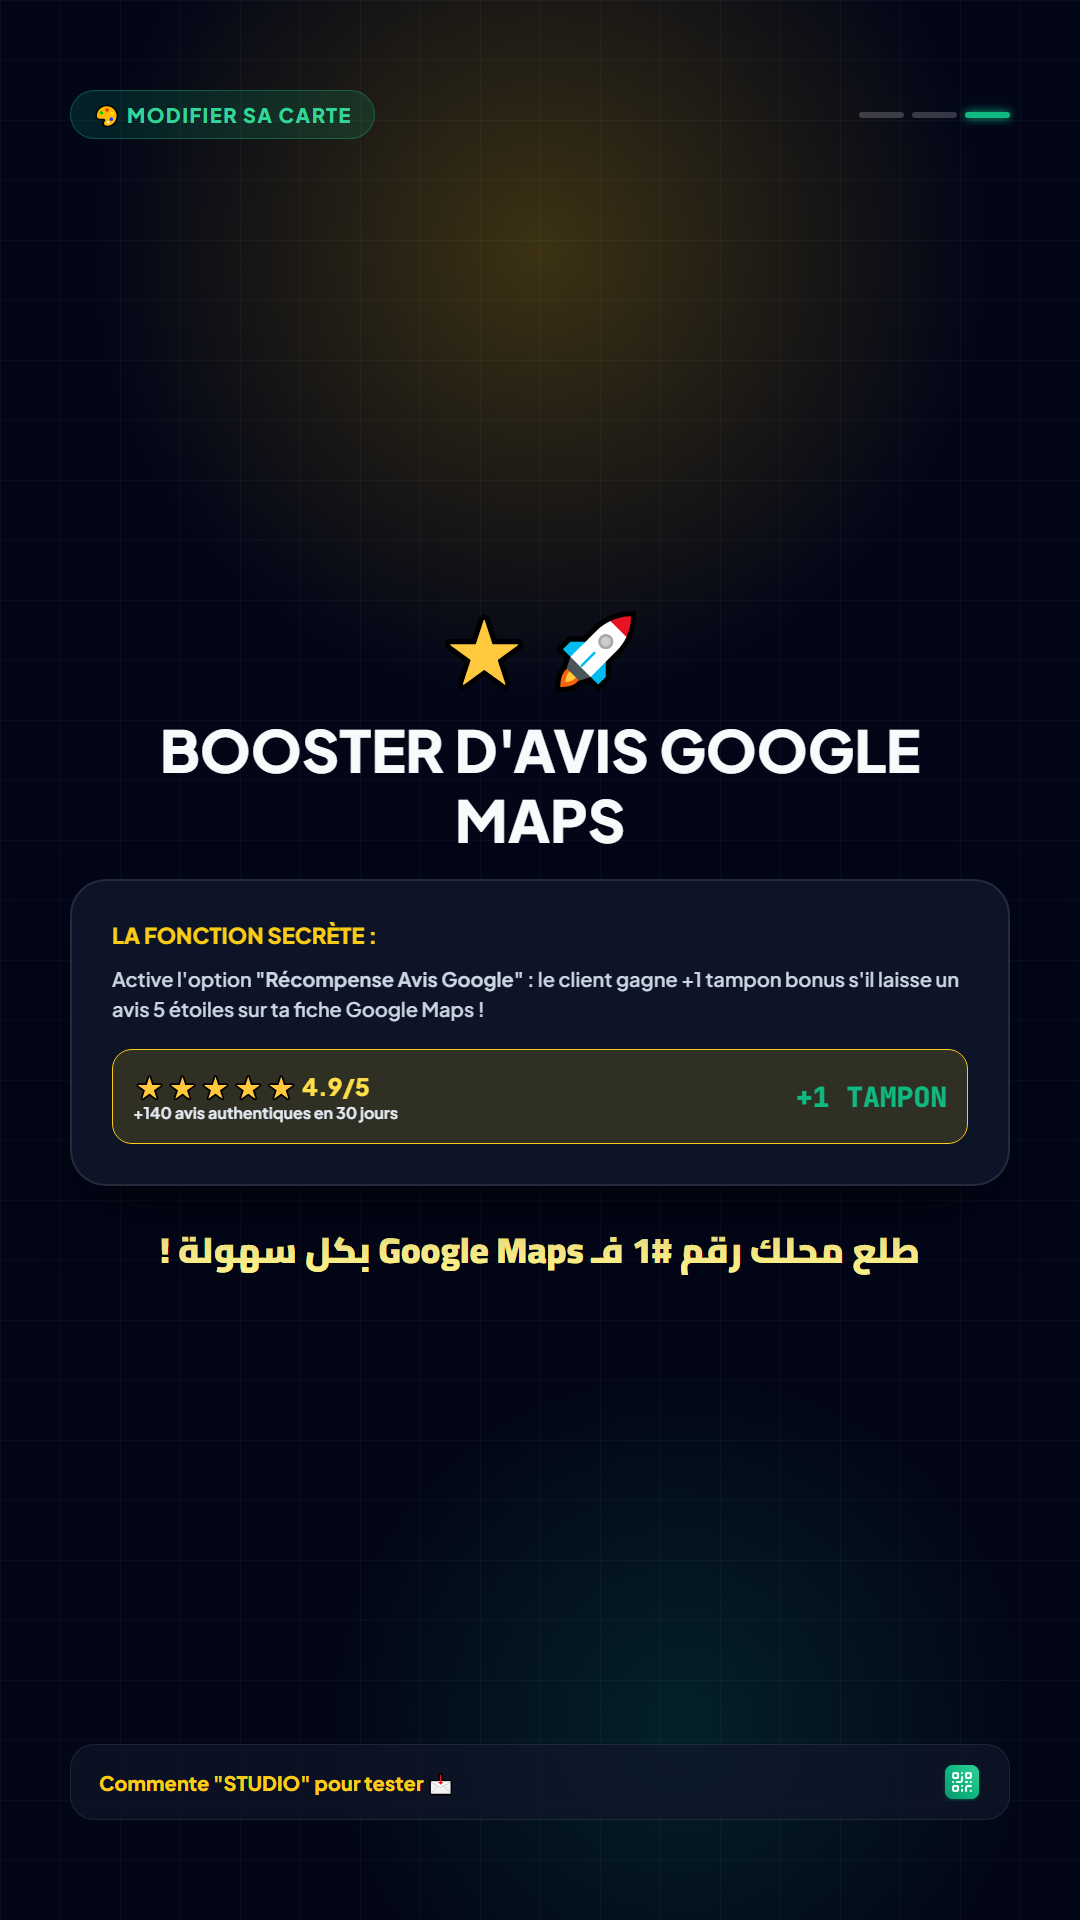 🎨 MODIFIER SA CARTE
⭐ 🚀
BOOSTER D'AVIS GOOGLE
MAPS
LA FONCTION SECRÈTE :
Active l'option "Récompense Avis Google" : le client gagne +1 tampon bonus s'il laisse un
avis 5 étoiles sur ta fiche Google Maps !
⭐⭐⭐⭐⭐ 4.9/5
+140 avis authentiques en 30 jours
+1 TAMPON
طلع محلك رقم #1 فـ Google Maps بكل سهولة !
Commente "STUDIO" pour tester 📩